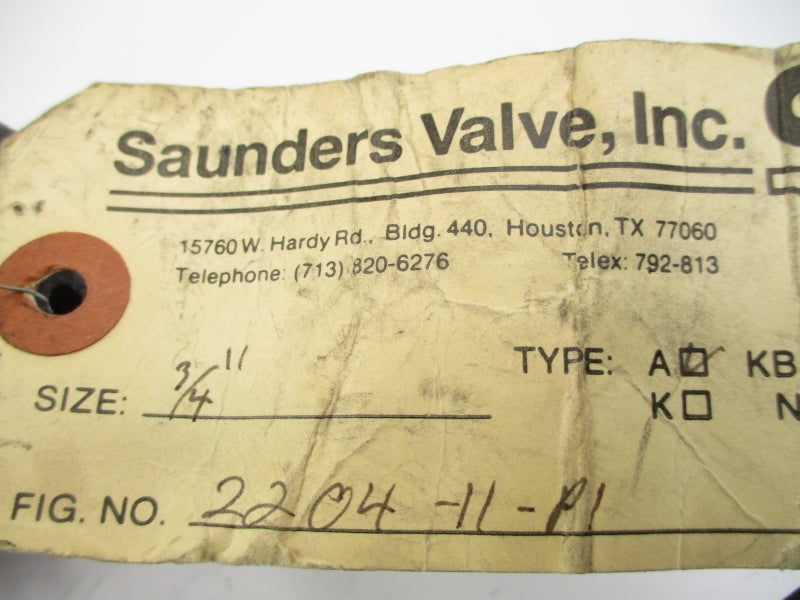 Saunders Valve, Inc.
15760 W. Hardy Rd., Bldg. 440, Houston, TX 77060
Telephone: (713) 820-6276 Telex: 792-813
SIZE: 3/4" TYPE: A ☑ KB
K ☐ N
FIG. NO. 2204-11-P1